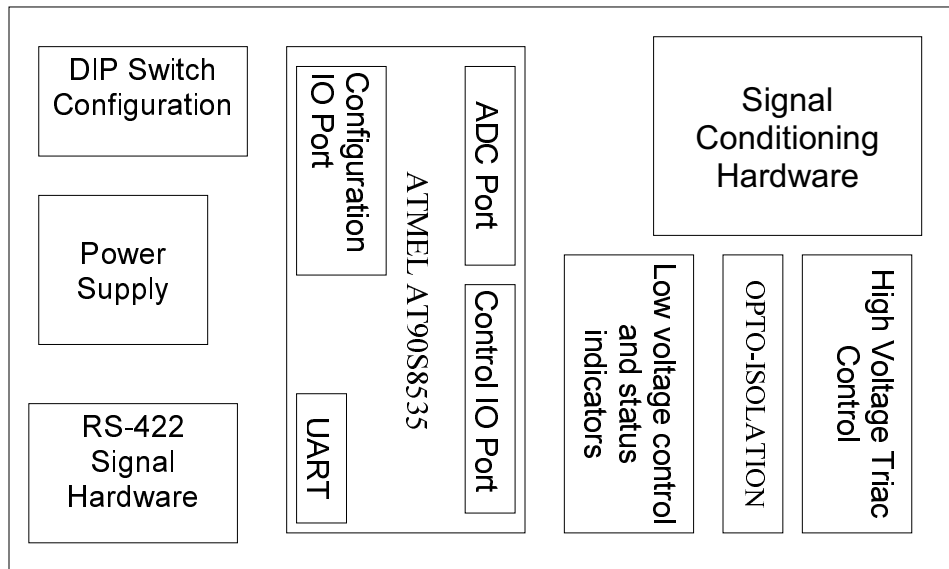 DIP Switch
Configuration
Power
Supply
RS-422
Signal
Hardware
Configuration
IO Port
UART
ATMEL AT90S8535
ADC Port
Control IO Port
Signal
Conditioning
Hardware
Low voltage control
and status
indicators
OPTO-ISOLATION
High Voltage Triac
Control